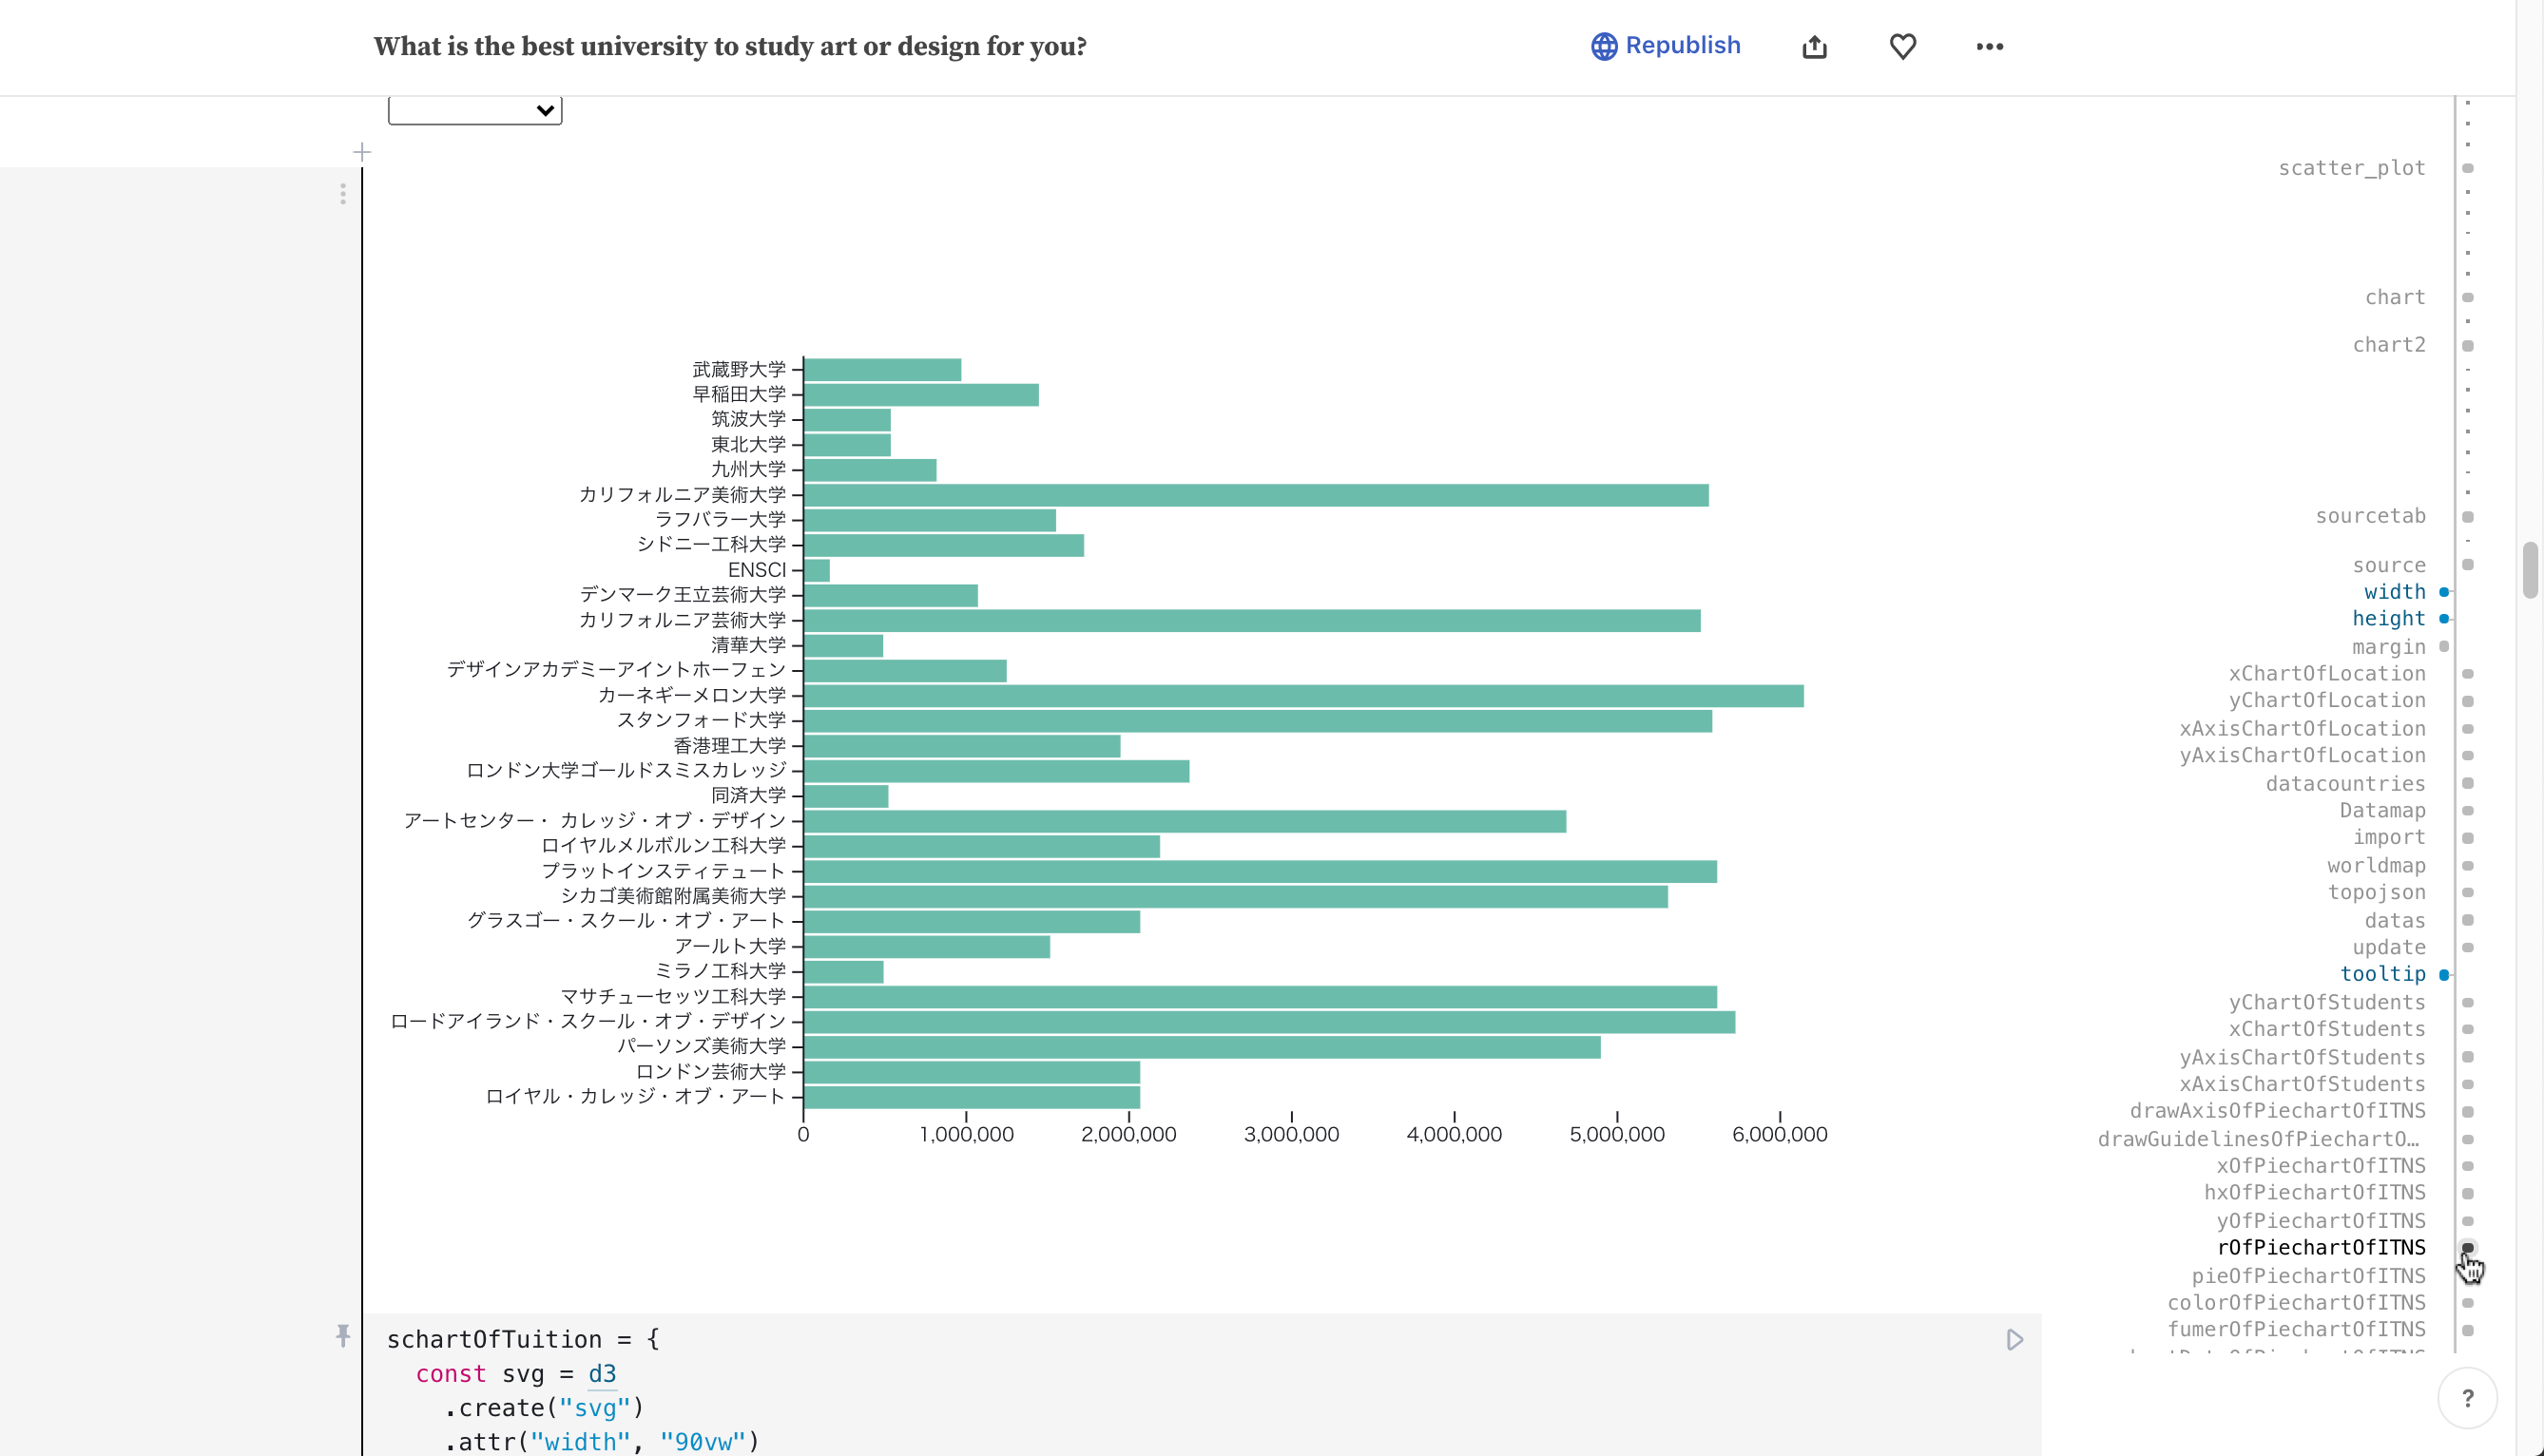 What is the best university to study art or design for you?
Republish
武蔵野大学
早稲田大学
筑波大学
東北大学
九州大学
カリフォルニア美術大学
ラフバラー大学
シドニー工科大学
ENSCI
デンマーク王立芸術大学
カリフォルニア芸術大学
清華大学
デザインアカデミーアイントホーフェン
カーネギーメロン大学
スタンフォード大学
香港理工大学
ロンドン大学ゴールドスミスカレッジ
同済大学
アートセンター・ カレッジ・オブ・デザイン
ロイヤルメルボルン工科大学
プラットインスティテュート
シカゴ美術館附属美術大学
グラスゴー・スクール・オブ・アート
アールト大学
ミラノ工科大学
マサチューセッツ工科大学
ロードアイランド・スクール・オブ・デザイン
パーソンズ美術大学
ロンドン芸術大学
ロイヤル・カレッジ・オブ・アート
0 1,000,000 2,000,000 3,000,000 4,000,000 5,000,000 6,000,000
schartOfTuition = {
const svg = d3
.create("svg")
.attr("width", "90vw")
scatter_plot
chart
chart2
sourcetab
source
width
height
margin
xChartOfLocation
yChartOfLocation
xAxisChartOfLocation
yAxisChartOfLocation
datacountries
Datamap
import
worldmap
topojson
datas
update
tooltip
yChartOfStudents
xChartOfStudents
yAxisChartOfStudents
xAxisChartOfStudents
drawAxisOfPiechartOfITNS
drawGuidelinesOfPiechartO…
xOfPiechartOfITNS
hxOfPiechartOfITNS
yOfPiechartOfITNS
rOfPiechartOfITNS
pieOfPiechartOfITNS
colorOfPiechartOfITNS
fumerOfPiechartOfITNS
?